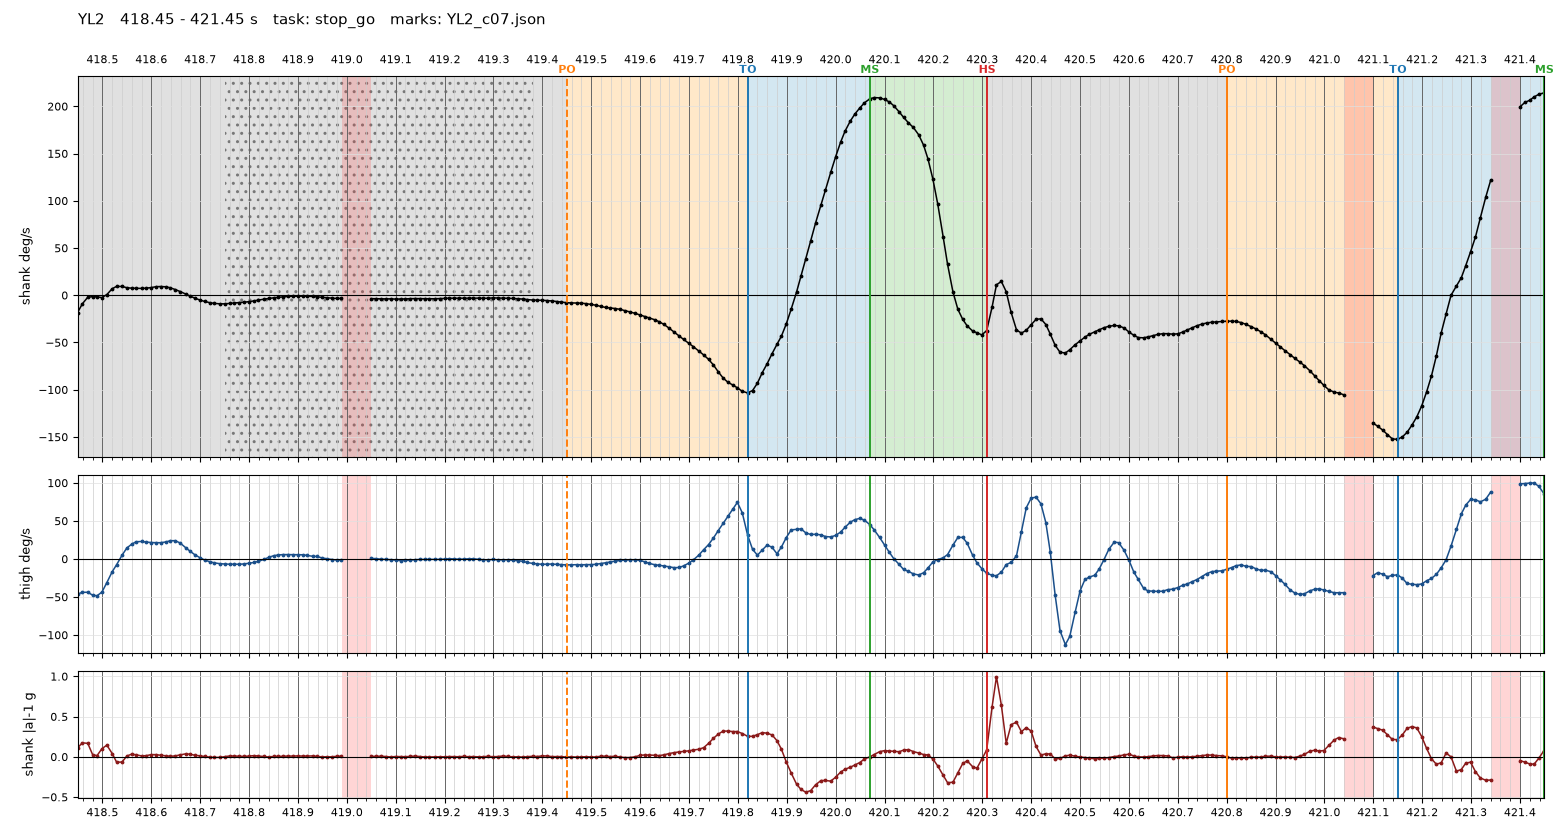 YL2   418.45 - 421.45 s   task: stop_go   marks: YL2_c07.json
418.5 418.6 418.7 418.8 418.9 419.0 419.1 419.2 419.3 419.4 419.5 419.6 419.7 419.8 419.9 420.0 420.1 420.2 420.3 420.4 420.5 420.6 420.7 420.8 420.9 421.0 421.1 421.2 421.3 421.4
PO TO MS HS PO TO MS
shank deg/s
200
150
100
50
0
−50
−100
−150
thigh deg/s
100
50
0
−50
−100
shank |a|-1 g
1.0
0.5
0.0
−0.5
418.5 418.6 418.7 418.8 418.9 419.0 419.1 419.2 419.3 419.4 419.5 419.6 419.7 419.8 419.9 420.0 420.1 420.2 420.3 420.4 420.5 420.6 420.7 420.8 420.9 421.0 421.1 421.2 421.3 421.4